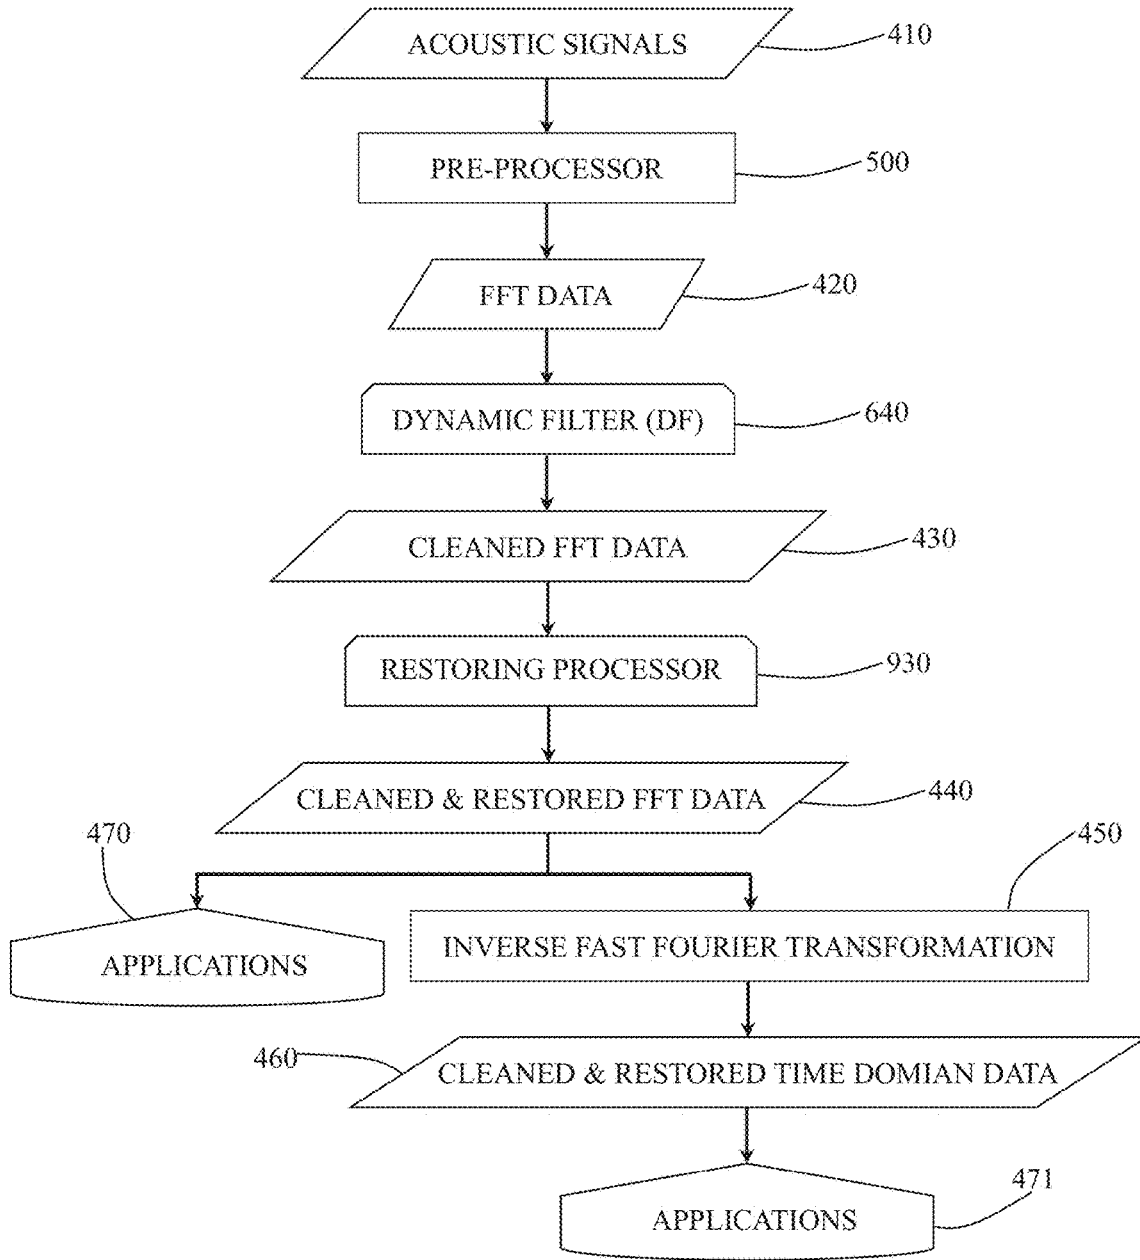 ACOUSTIC SIGNALS
410
PRE-PROCESSOR
500
FFT DATA
420
DYNAMIC FILTER (DF)
640
CLEANED FFT DATA
430
RESTORING PROCESSOR
930
CLEANED & RESTORED FFT DATA
440
470
450
APPLICATIONS
INVERSE FAST FOURIER TRANSFORMATION
460
CLEANED & RESTORED TIME DOMIAN DATA
471
APPLICATIONS